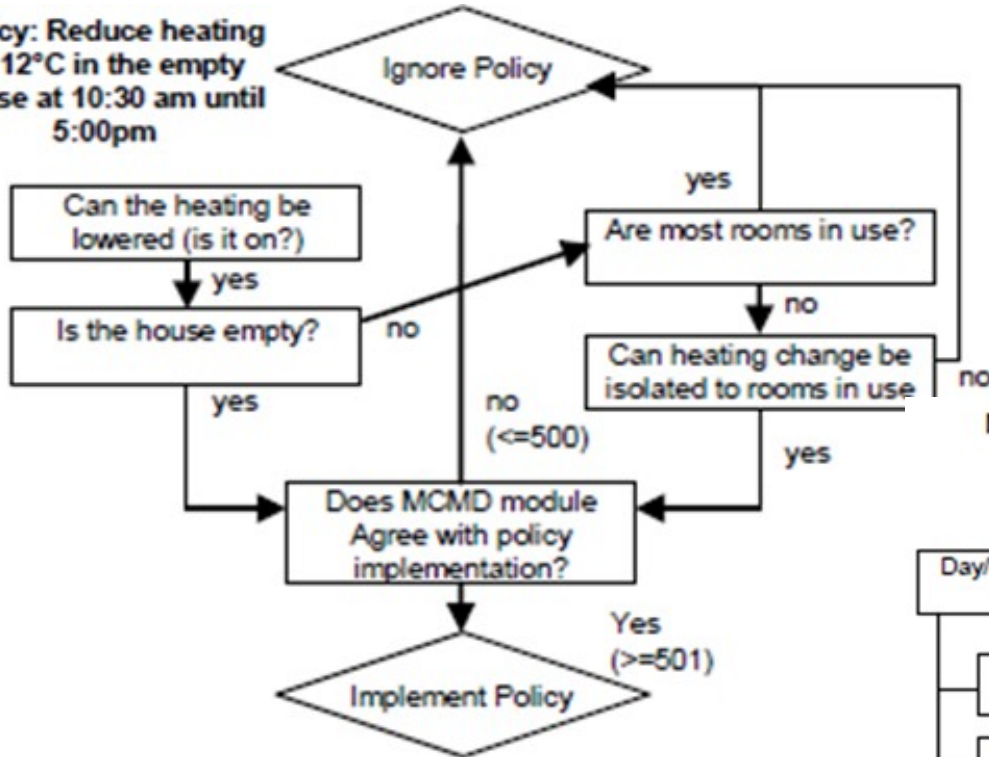 cy: Reduce heating
12°C in the empty
se at 10:30 am until
5:00pm
Ignore Policy
Can the heating be
lowered (is it on?)
yes
Is the house empty?
no
yes
yes
Are most rooms in use?
no
Can heating change be
isolated to rooms in use
no
yes
no
(<=500)
Does MCMD module
Agree with policy
implementation?
Yes
(>=501)
Implement Policy
Day/